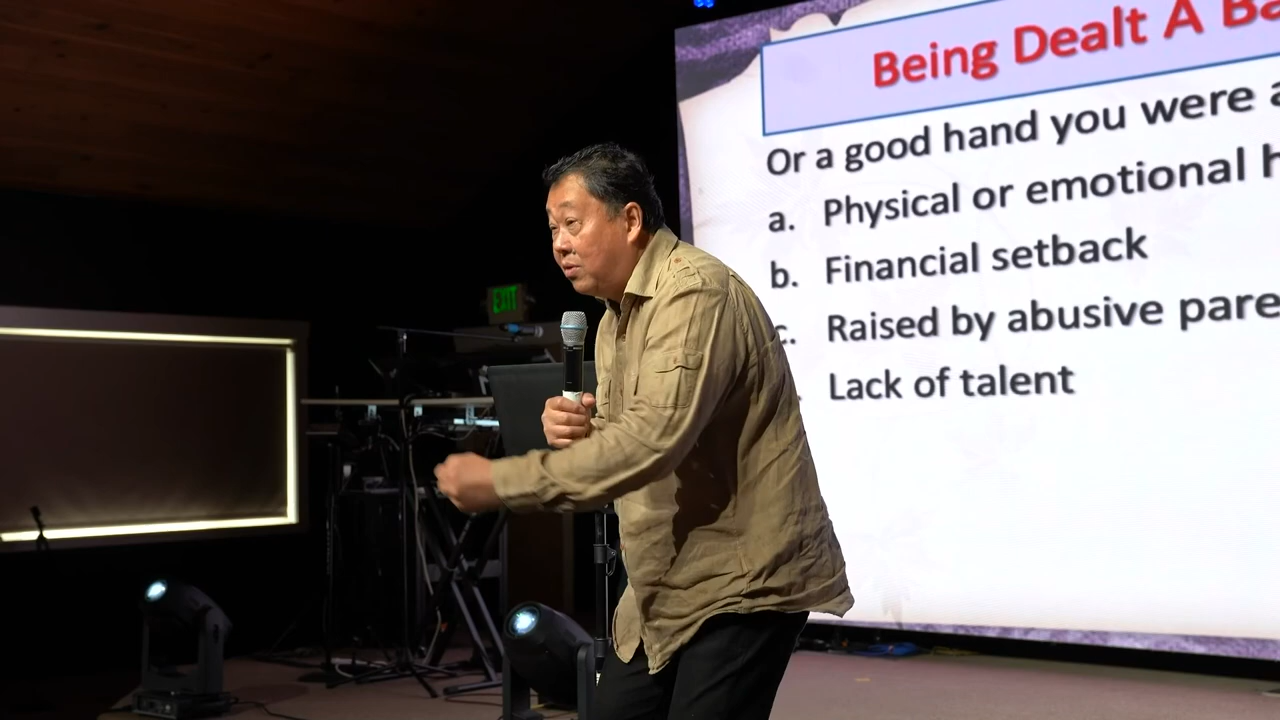 Being Dealt A
Or a good hand you were
a. Physical or emotional
b. Financial setback
c. Raised by abusive
Lack of talent
EXIT